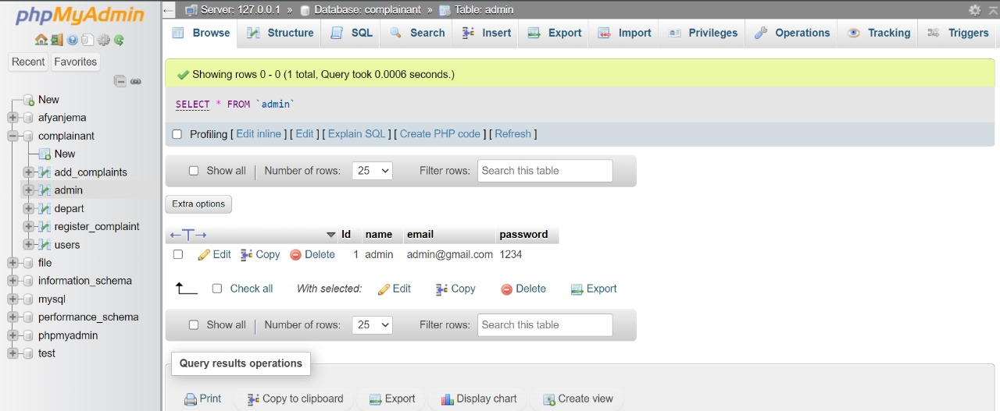 phpMyAdmin
Recent Favorites
New
afyanjema
complainant
New
add_complaints
admin
depart
register_complaint
users
file
information_schema
mysql
performance_schema
phpmyadmin
test
Server: 127.0.0.1 » Database: complainant » Table: admin
Browse Structure SQL Search Insert Export Import Privileges Operations Tracking Triggers
Showing rows 0 - 0 (1 total, Query took 0.0006 seconds.)
SELECT * FROM `admin`
Profiling [ Edit inline ] [ Edit ] [ Explain SQL ] [ Create PHP code ] [ Refresh ]
Show all | Number of rows: 25 Filter rows: Search this table
Extra options
←T→ Id name email password
Edit Copy Delete 1 admin admin@gmail.com 1234
Check all With selected: Edit Copy Delete Export
Show all | Number of rows: 25 Filter rows: Search this table
Query results operations
Print Copy to clipboard Export Display chart Create view